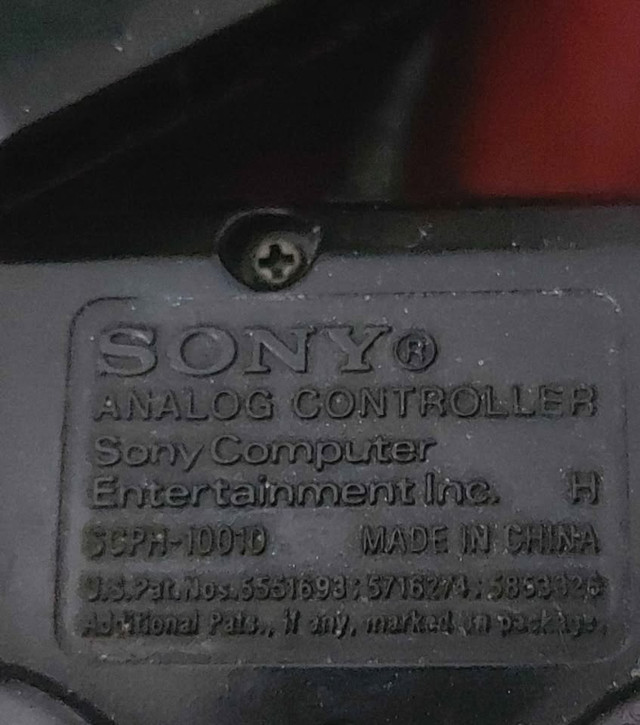 SONY®
ANALOG CONTROLLER
Sony Computer
Entertainment Inc. H
SCPH-10010 MADE IN CHINA
U.S.Pat.Nos.5551693;5716274;
Additional Pats., if any, marked in package.